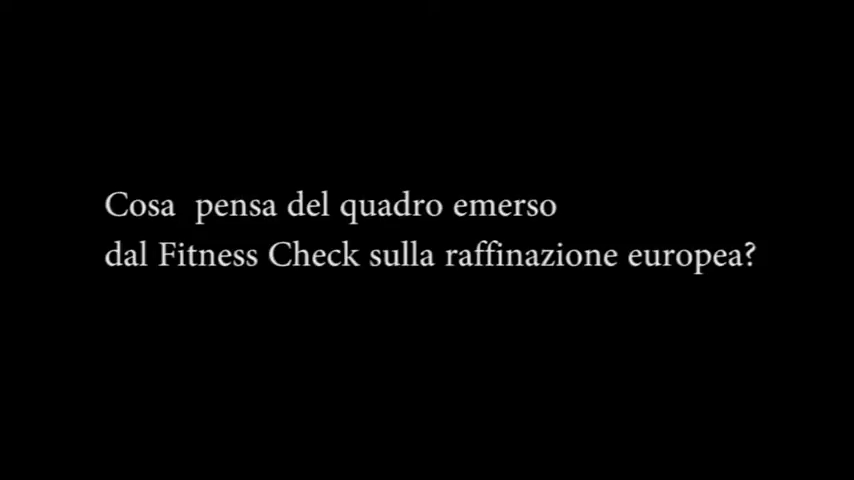 Cosa  pensa del quadro emerso
dal Fitness Check sulla raffinazione europea?